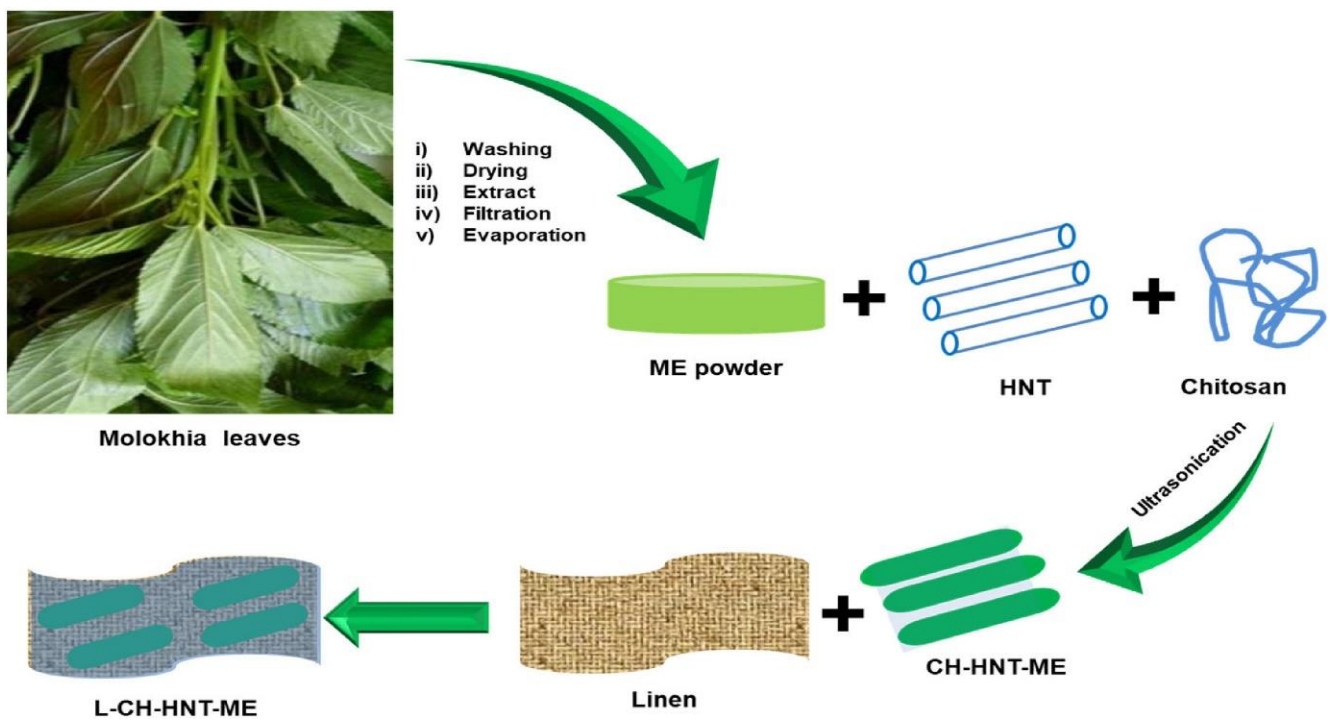 i) Washing
ii) Drying
iii) Extract
iv) Filtration
v) Evaporation
Molokhia leaves
ME powder
+
HNT
+
Chitosan
Ultrasonication
L-CH-HNT-ME
Linen
+
CH-HNT-ME